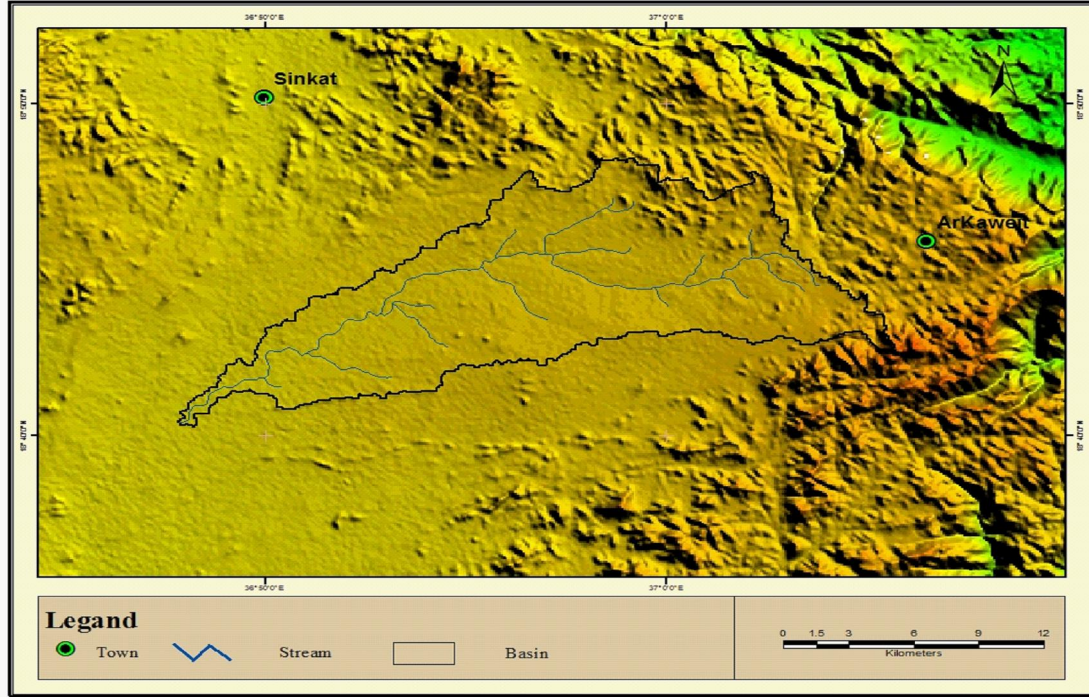 36°50'0"E 37°0'0"E
N
Sinkat
ArKaweit
36°50'0"E 37°0'0"E
Legand
Town Stream Basin
0 1.5 3 6 9 12
Kilometers